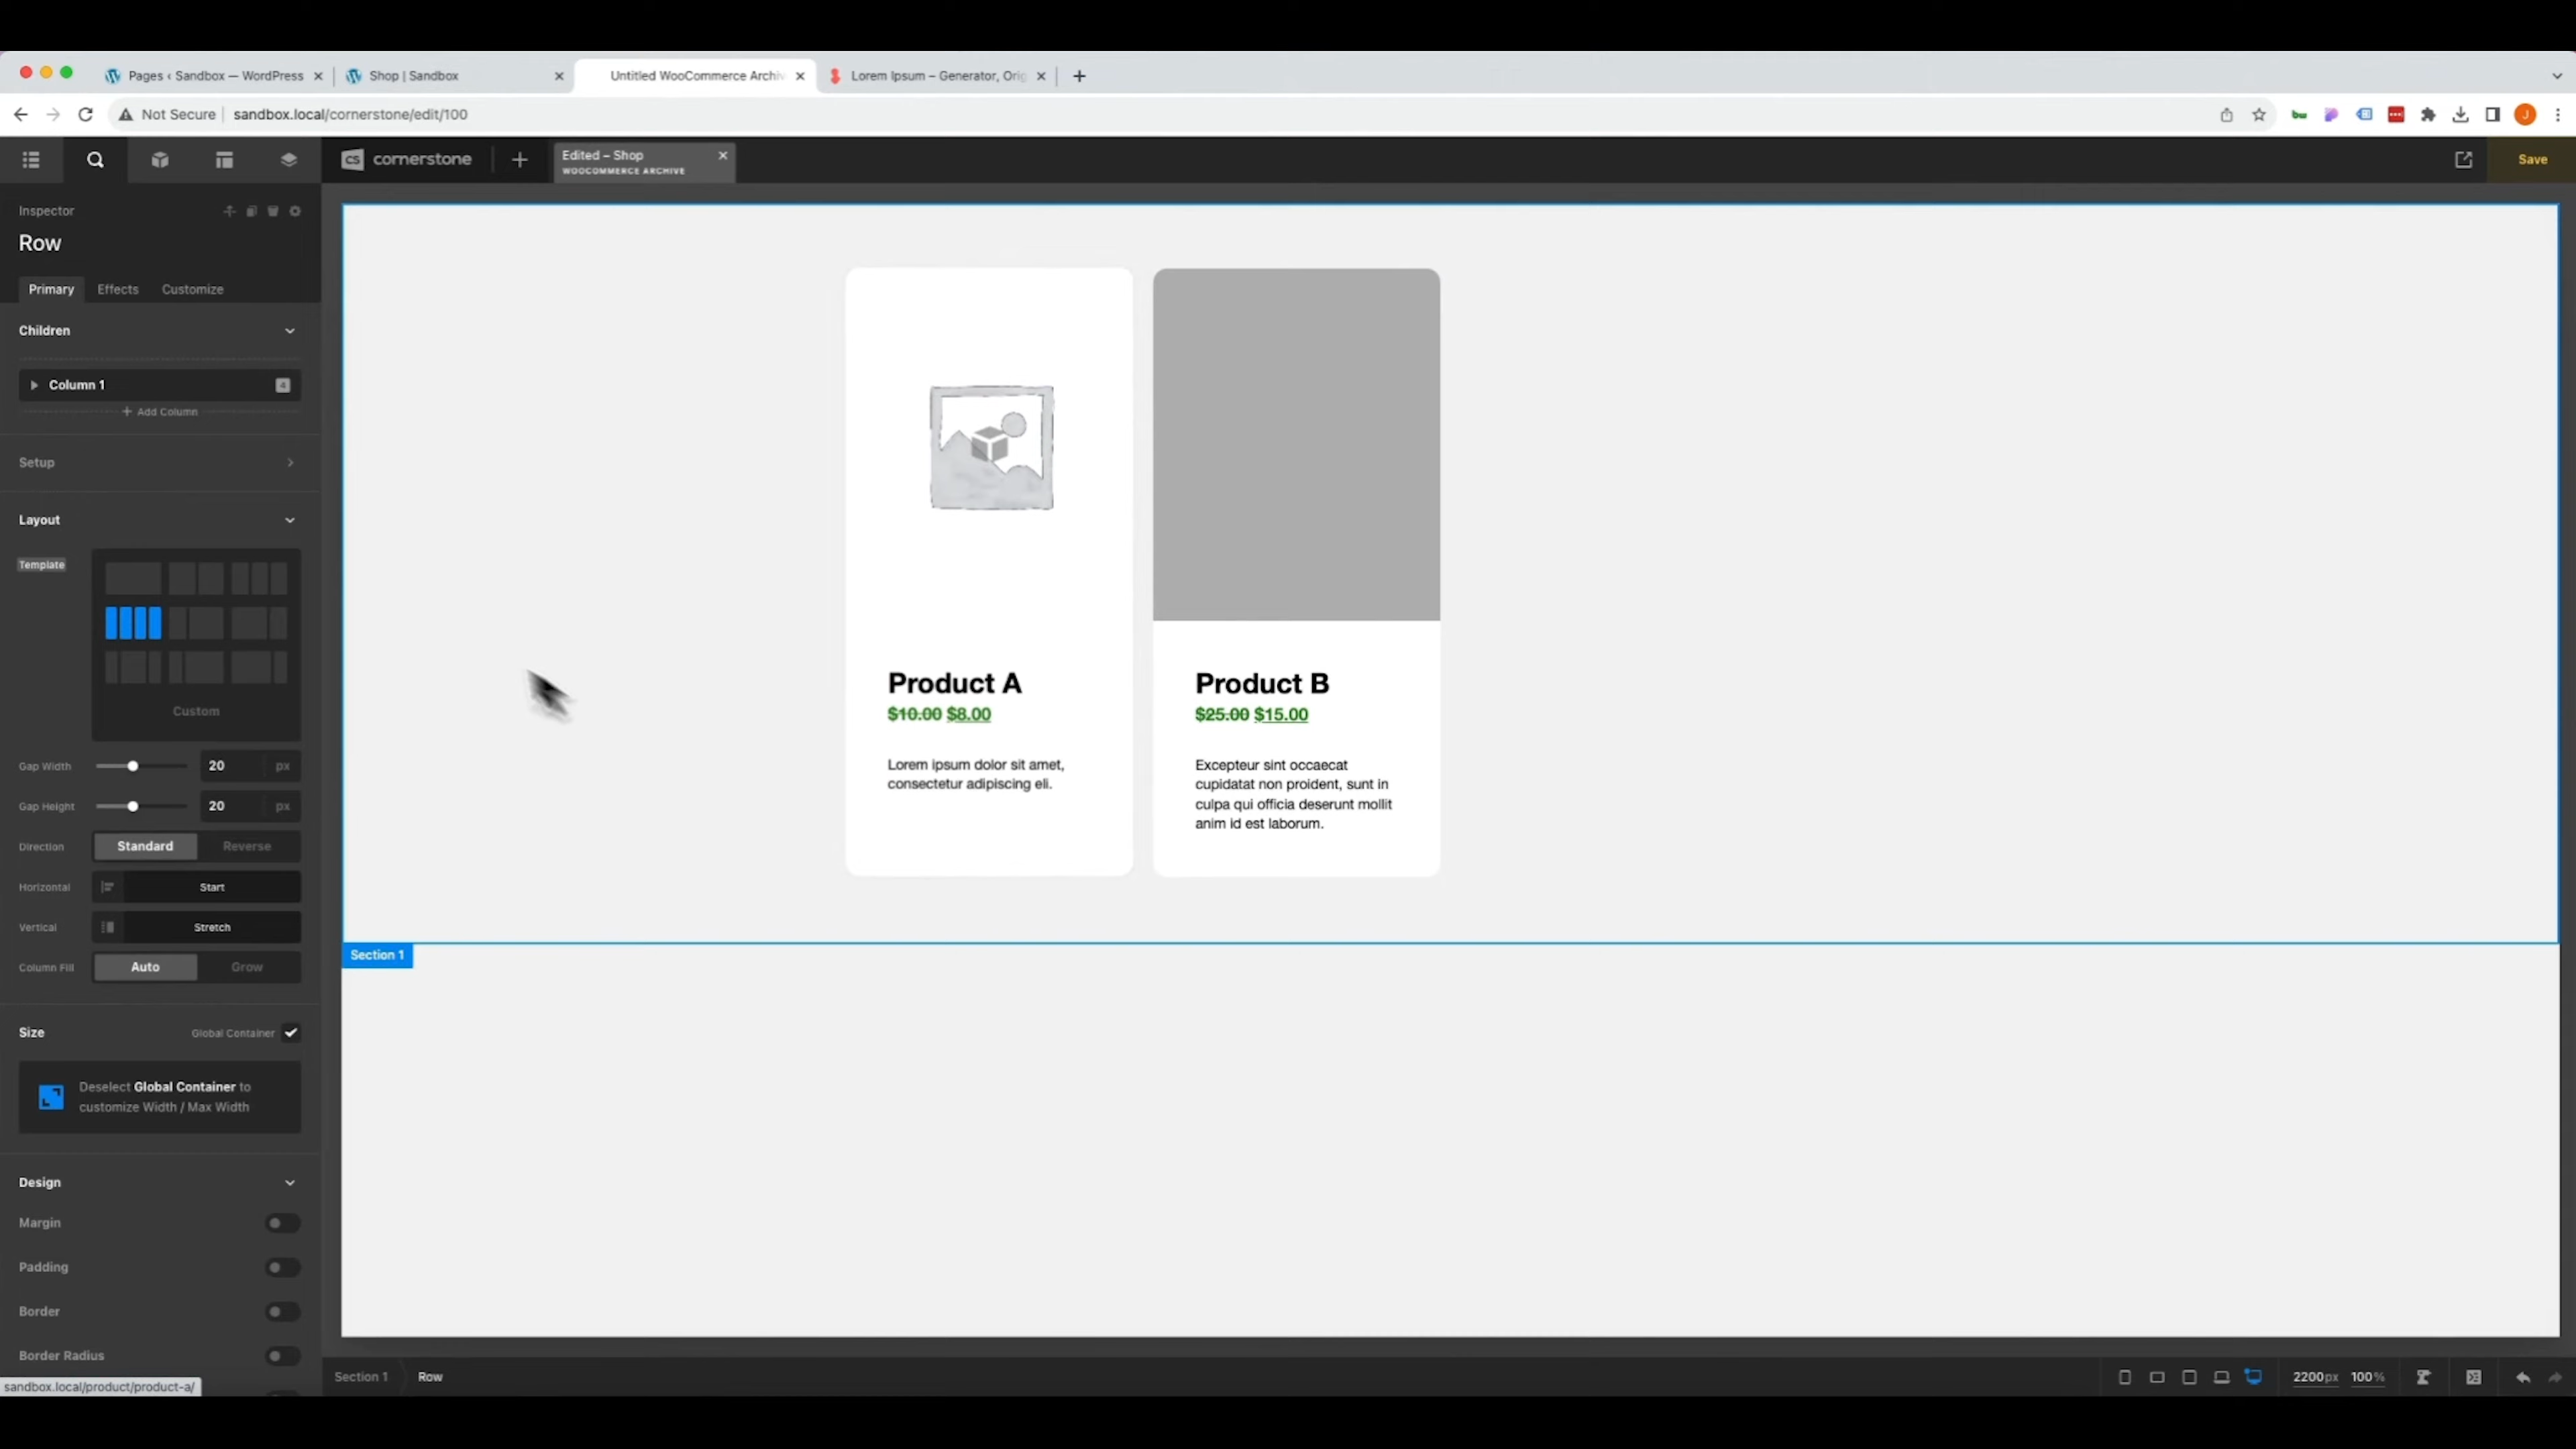 Pages ‹ Sandbox — WordPress
Shop | Sandbox
Untitled WooCommerce Archiv
Lorem Ipsum – Generator, Orig
Not Secure
sandbox.local/cornerstone/edit/100
cs cornerstone
Edited – Shop
WOOCOMMERCE ARCHIVE
Save
J
Inspector
Row
Primary
Effects
Customize
Children
Column 1
4
Add Column
Setup
Layout
Template
Custom
Gap Width
20
px
Gap Height
20
px
Direction
Standard
Reverse
Horizontal
Start
Vertical
Stretch
Column Fill
Auto
Grow
Size
Global Container
Deselect Global Container to
customize Width / Max Width
Design
Margin
Padding
Border
Border Radius
sandbox.local/product/product-a/
Product A
$10.00 $8.00
Lorem ipsum dolor sit amet,
consectetur adipiscing eli.
Product B
$25.00 $15.00
Excepteur sint occaecat
cupidatat non proident, sunt in
culpa qui officia deserunt mollit
anim id est laborum.
Section 1
Section 1
Row
2200px
100%